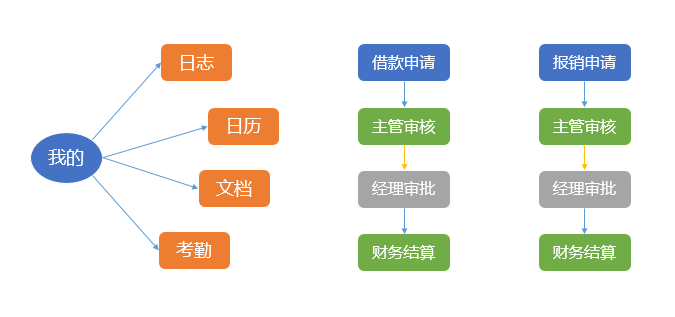 我的
日志
日历
文档
考勤
借款申请
主管审核
经理审批
财务结算
报销申请
主管审核
经理审批
财务结算